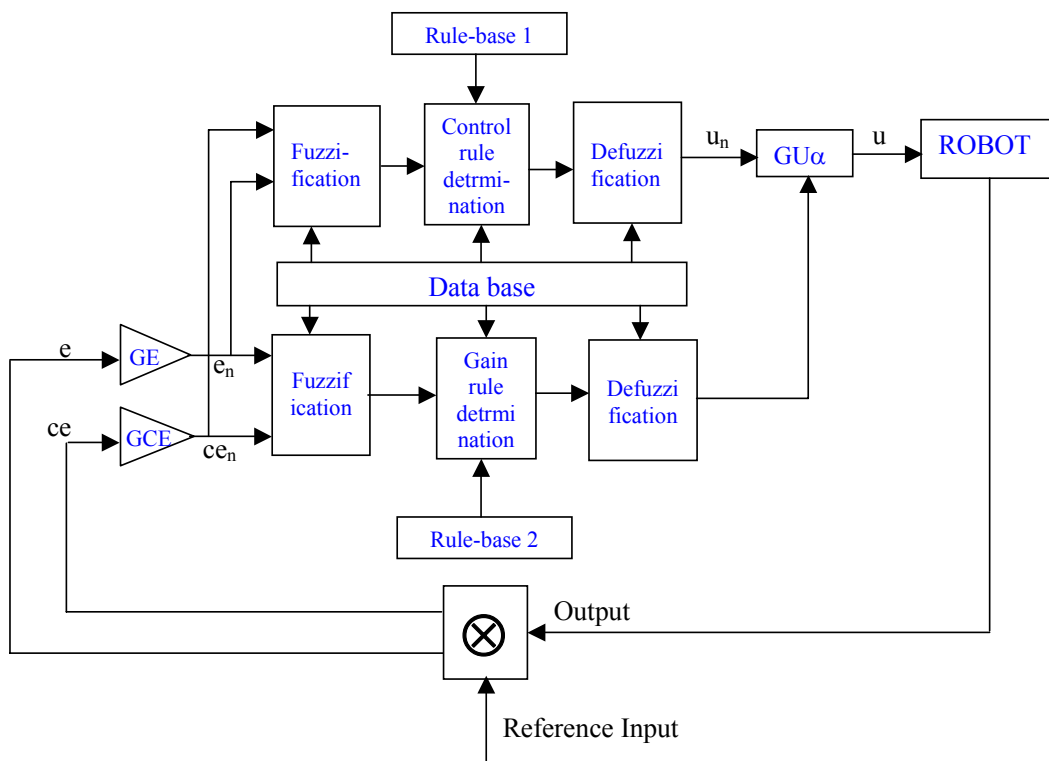 Rule-base 1
Fuzzi-
fication
Control
rule
detrmi-
nation
Defuzzi
fication
uₙ
GUα
u
ROBOT
Data base
e
GE
eₙ
Fuzzif
ication
Gain
rule
detrmi
nation
Defuzzi
fication
ce
GCE
ceₙ
Rule-base 2
Output
Reference Input